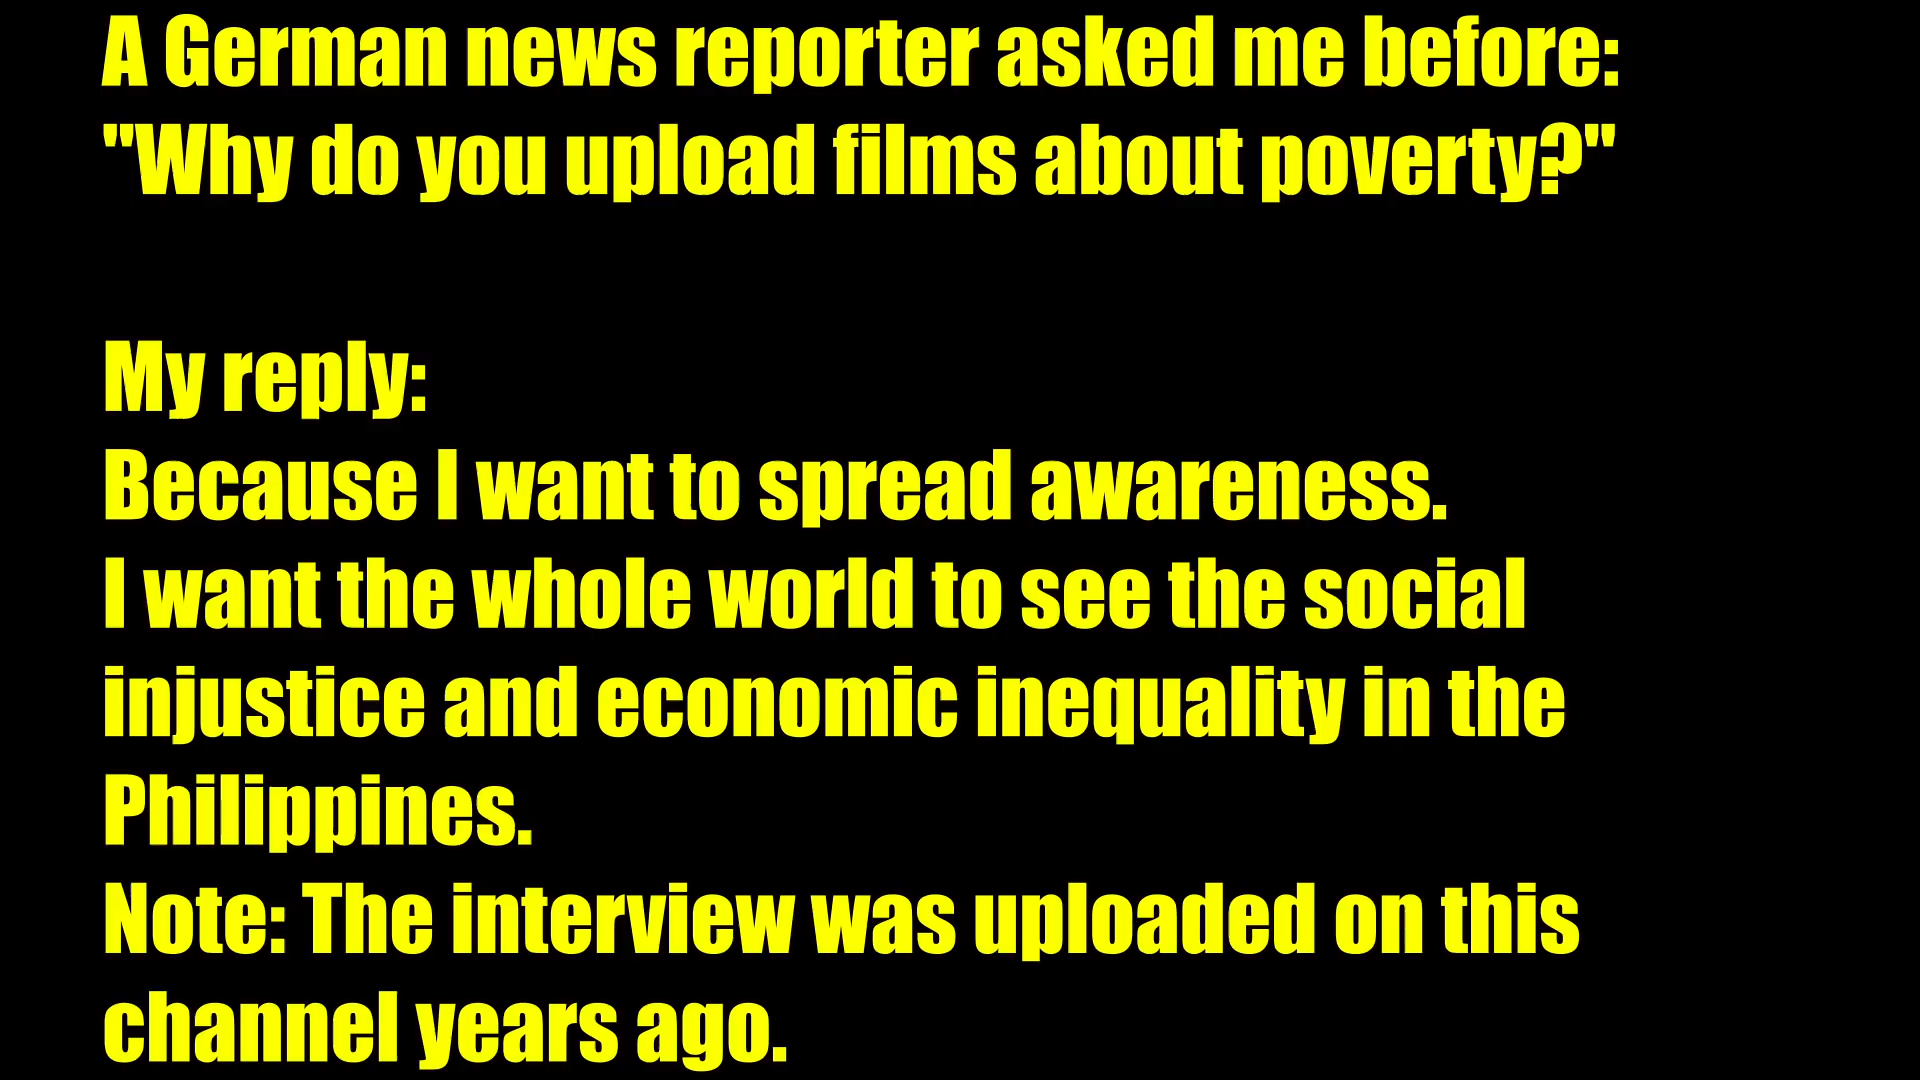 A German news reporter asked me before:
"Why do you upload films about poverty?"
My reply:
Because I want to spread awareness.
I want the whole world to see the social
injustice and economic inequality in the
Philippines.
Note: The interview was uploaded on this
channel years ago.